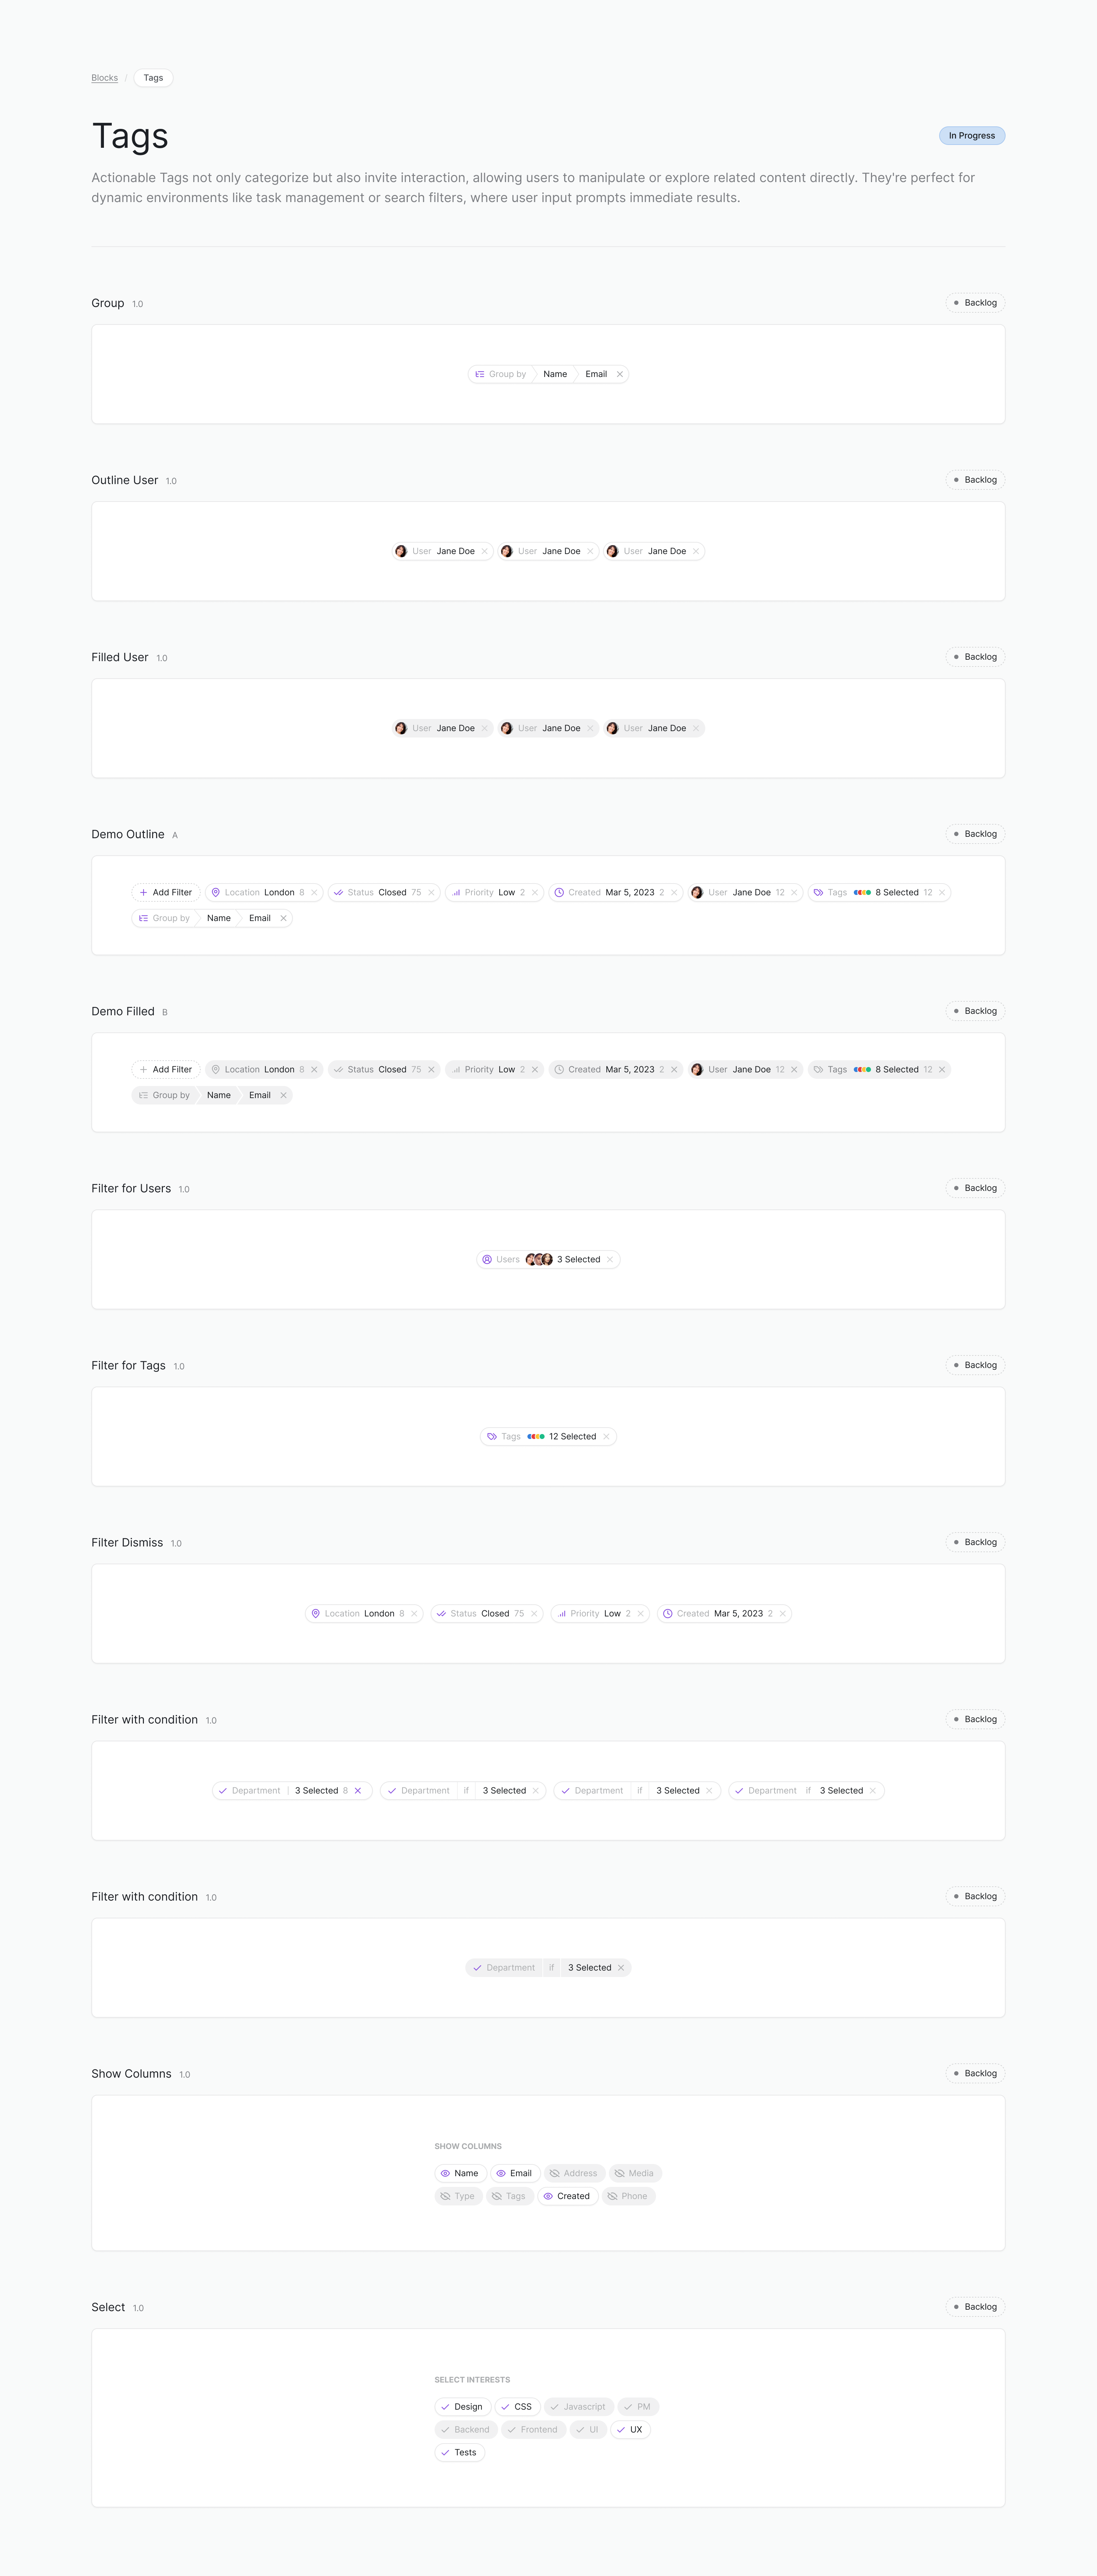 Blocks / Tags
Tags
In Progress
Actionable Tags not only categorize but also invite interaction, allowing users to manipulate or explore related content directly. They're perfect for
dynamic environments like task management or search filters, where user input prompts immediate results.
Group 1.0
Backlog
Group by Name Email
Outline User 1.0
Backlog
User Jane Doe User Jane Doe User Jane Doe
Filled User 1.0
Backlog
User Jane Doe User Jane Doe User Jane Doe
Demo Outline A
Backlog
Add Filter Location London 8 Status Closed 75 Priority Low 2 Created Mar 5, 2023 2 User Jane Doe 12 Tags 8 Selected 12
Group by Name Email
Demo Filled B
Backlog
Add Filter Location London 8 Status Closed 75 Priority Low 2 Created Mar 5, 2023 2 User Jane Doe 12 Tags 8 Selected 12
Group by Name Email
Filter for Users 1.0
Backlog
Users 3 Selected
Filter for Tags 1.0
Backlog
Tags 12 Selected
Filter Dismiss 1.0
Backlog
Location London 8 Status Closed 75 Priority Low 2 Created Mar 5, 2023 2
Filter with condition 1.0
Backlog
Department 3 Selected 8 Department if 3 Selected Department if 3 Selected Department if 3 Selected
Filter with condition 1.0
Backlog
Department if 3 Selected
Show Columns 1.0
Backlog
SHOW COLUMNS
Name Email Address Media
Type Tags Created Phone
Select 1.0
Backlog
SELECT INTERESTS
Design CSS Javascript PM
Backend Frontend UI UX
Tests